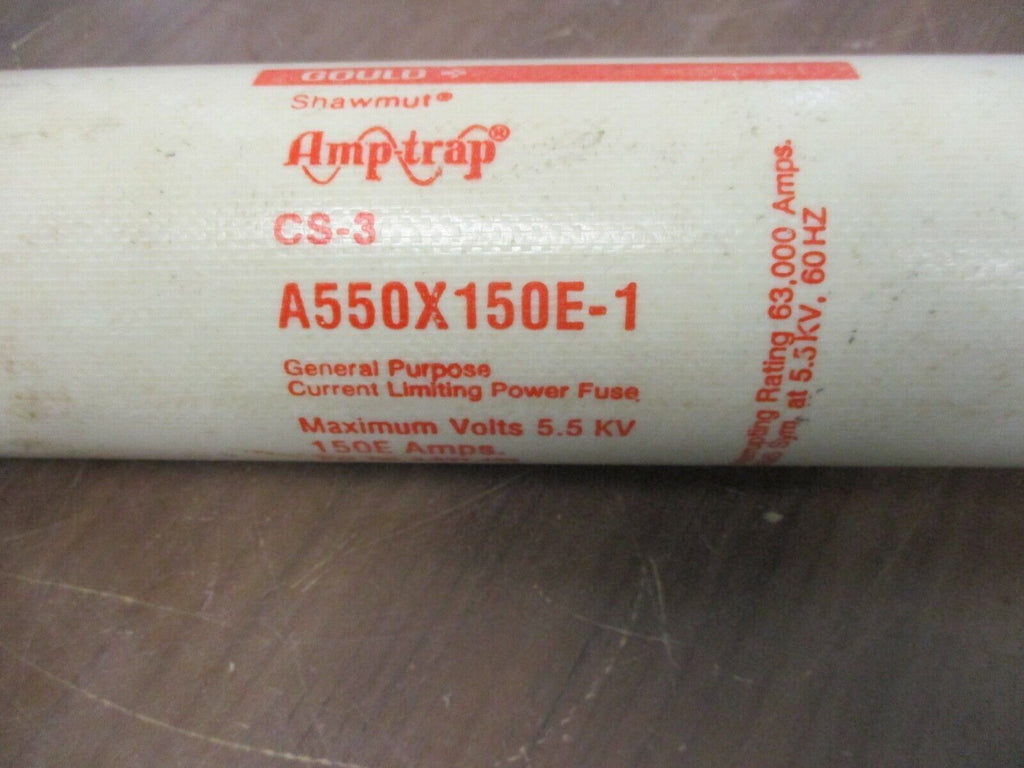 GOULD
Shawmut®
Amp-trap®
CS-3
A550X150E-1
General Purpose
Current Limiting Power Fuse
Maximum Volts 5.5 KV
150E Amps.
Rating 63,000 Amps.
Sym. at 5.5KV, 60HZ